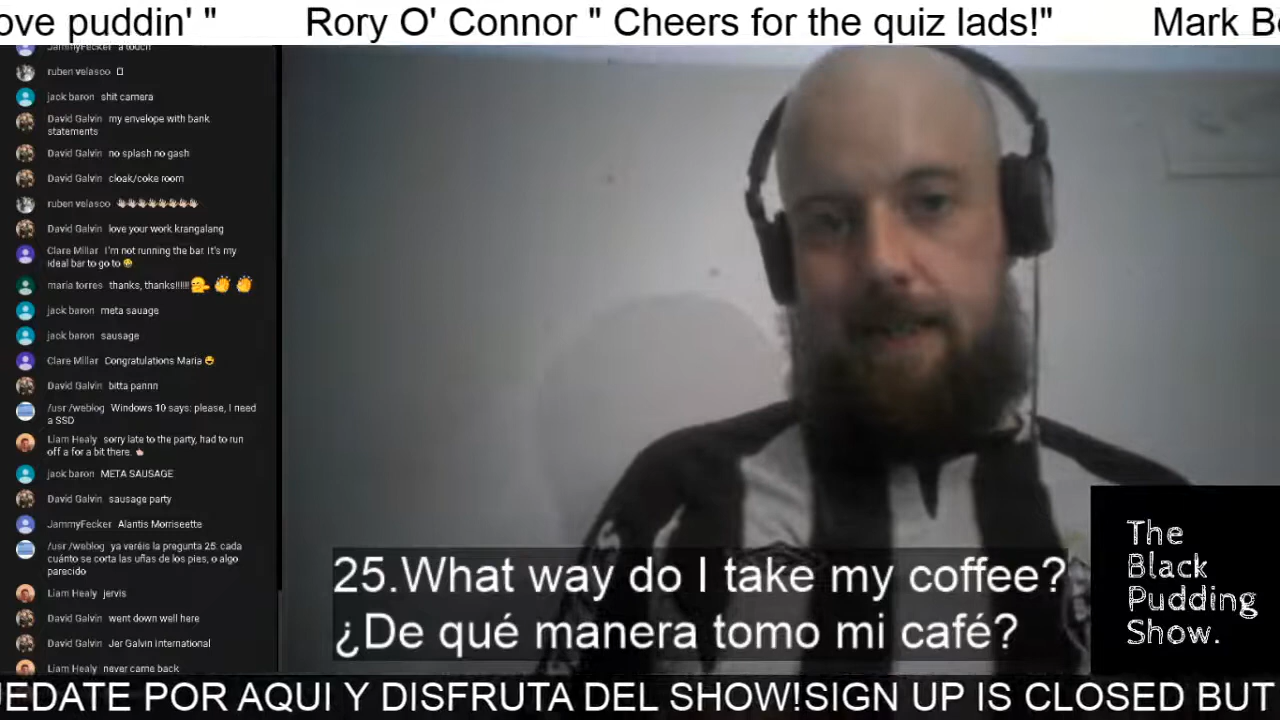 ove puddin' "
Rory O' Connor " Cheers for the quiz lads!"
Mark Be
JammyFecker a touch
ruben velasco
jack baron shit camera
David Galvin my envelope with bank
statements
David Galvin no splash no gash
David Galvin cloak/coke room
ruben velasco
David Galvin love your work krangalang
Clare Millar I'm not running the bar. It's my
ideal bar to go to
maria torres thanks, thanks!!!!!!
jack baron meta sauage
jack baron sausage
Clare Millar Congratulations Maria
David Galvin bitta pannn
/usr /weblog Windows 10 says: please, I need
a SSD
Liam Healy sorry late to the party, had to run
off a for a bit there.
jack baron META SAUSAGE
David Galvin sausage party
JammyFecker Alantis Morriseette
/usr /weblog ya veréis la pregunta 25. cada
cuánto se corta las uñas de los pies, o algo
parecido
Liam Healy jervis
David Galvin went down well here
David Galvin Jer Galvin international
Liam Healy never came back
25.What way do I take my coffee?
¿De qué manera tomo mi café?
The
Black
Pudding
Show.
UEDATE POR AQUI Y DISFRUTA DEL SHOW!SIGN UP IS CLOSED BUT